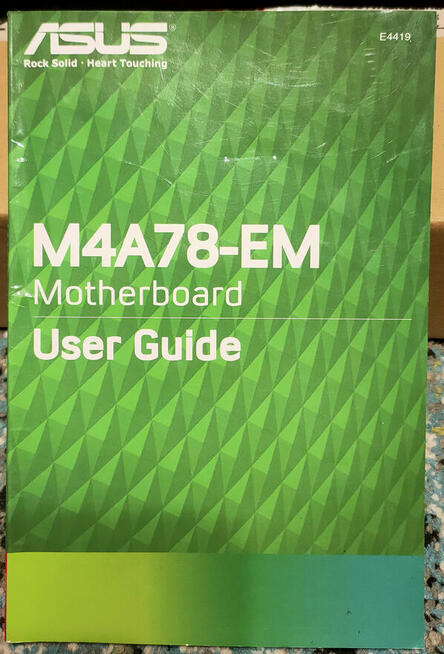 ASUS®
Rock Solid · Heart Touching
E4419
M4A78-EM
Motherboard
User Guide